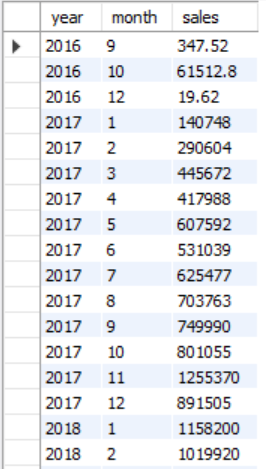 year month sales
2016 9 347.52
2016 10 61512.8
2016 12 19.62
2017 1 140748
2017 2 290604
2017 3 445672
2017 4 417988
2017 5 607592
2017 6 531039
2017 7 625477
2017 8 703763
2017 9 749990
2017 10 801055
2017 11 1255370
2017 12 891505
2018 1 1158200
2018 2 1019920